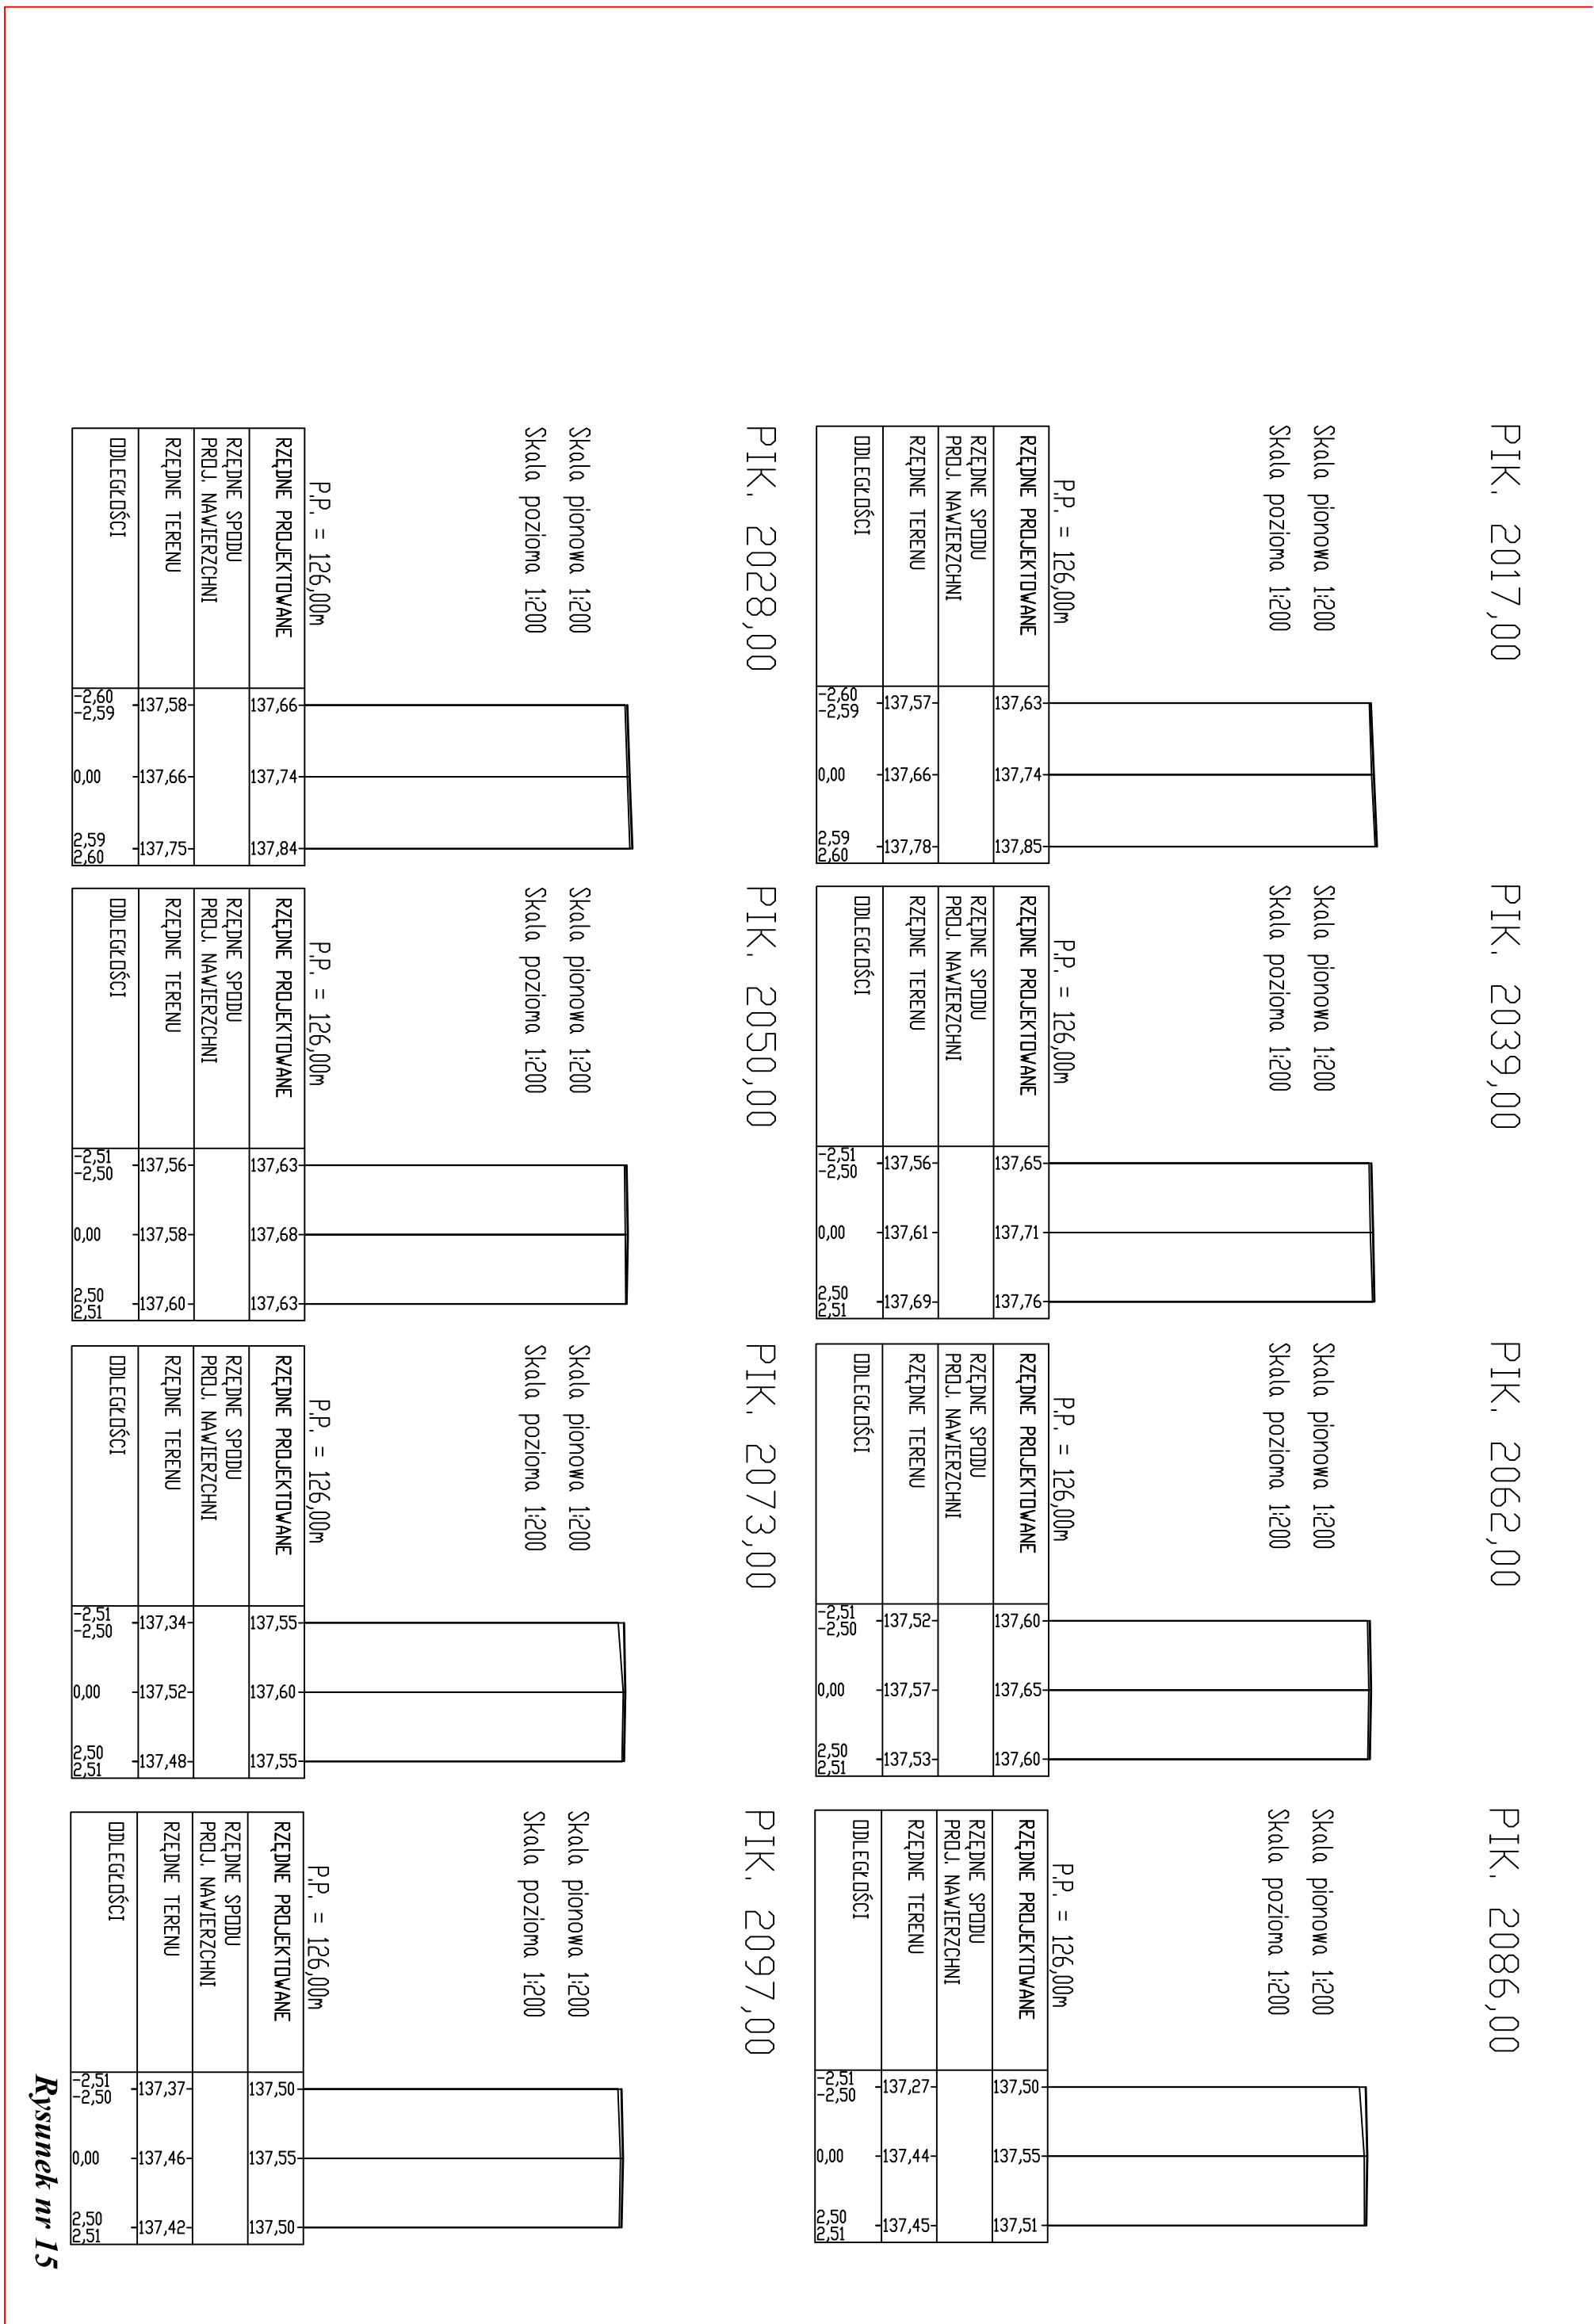 PIK. 2017,00
Skala pionowa 1:200
Skala pozioma 1:200
P.P. = 126,00m
RZĘDNE PROJEKTOWANE 137,63 137,74 137,85
RZĘDNE SPODU
PROJ. NAWIERZCHNI
RZĘDNE TERENU 137,57 137,66 137,78
ODLEGŁOŚCI -2,60 -2,59 0,00 2,59 2,60
PIK. 2039,00
Skala pionowa 1:200
Skala pozioma 1:200
P.P. = 126,00m
RZĘDNE PROJEKTOWANE 137,65 137,71 137,76
RZĘDNE SPODU
PROJ. NAWIERZCHNI
RZĘDNE TERENU 137,56 137,61 137,69
ODLEGŁOŚCI -2,51 -2,50 0,00 2,50 2,51
PIK. 2062,00
Skala pionowa 1:200
Skala pozioma 1:200
P.P. = 126,00m
RZĘDNE PROJEKTOWANE 137,60 137,65 137,60
RZĘDNE SPODU
PROJ. NAWIERZCHNI
RZĘDNE TERENU 137,52 137,57 137,53
ODLEGŁOŚCI -2,51 -2,50 0,00 2,50 2,51
PIK. 2086,00
Skala pionowa 1:200
Skala pozioma 1:200
P.P. = 126,00m
RZĘDNE PROJEKTOWANE 137,50 137,55 137,51
RZĘDNE SPODU
PROJ. NAWIERZCHNI
RZĘDNE TERENU 137,27 137,44 137,45
ODLEGŁOŚCI -2,51 -2,50 0,00 2,50 2,51
PIK. 2028,00
Skala pionowa 1:200
Skala pozioma 1:200
P.P. = 126,00m
RZĘDNE PROJEKTOWANE 137,66 137,74 137,84
RZĘDNE SPODU
PROJ. NAWIERZCHNI
RZĘDNE TERENU 137,58 137,66 137,75
ODLEGŁOŚCI -2,60 -2,59 0,00 2,59 2,60
PIK. 2050,00
Skala pionowa 1:200
Skala pozioma 1:200
P.P. = 126,00m
RZĘDNE PROJEKTOWANE 137,63 137,68 137,63
RZĘDNE SPODU
PROJ. NAWIERZCHNI
RZĘDNE TERENU 137,56 137,58 137,60
ODLEGŁOŚCI -2,51 -2,50 0,00 2,50 2,51
PIK. 2073,00
Skala pionowa 1:200
Skala pozioma 1:200
P.P. = 126,00m
RZĘDNE PROJEKTOWANE 137,55 137,60 137,55
RZĘDNE SPODU
PROJ. NAWIERZCHNI
RZĘDNE TERENU 137,34 137,52 137,48
ODLEGŁOŚCI -2,51 -2,50 0,00 2,50 2,51
PIK. 2097,00
Skala pionowa 1:200
Skala pozioma 1:200
P.P. = 126,00m
RZĘDNE PROJEKTOWANE 137,50 137,55 137,50
RZĘDNE SPODU
PROJ. NAWIERZCHNI
RZĘDNE TERENU 137,37 137,46 137,42
ODLEGŁOŚCI -2,51 -2,50 0,00 2,50 2,51
Rysunek nr 15